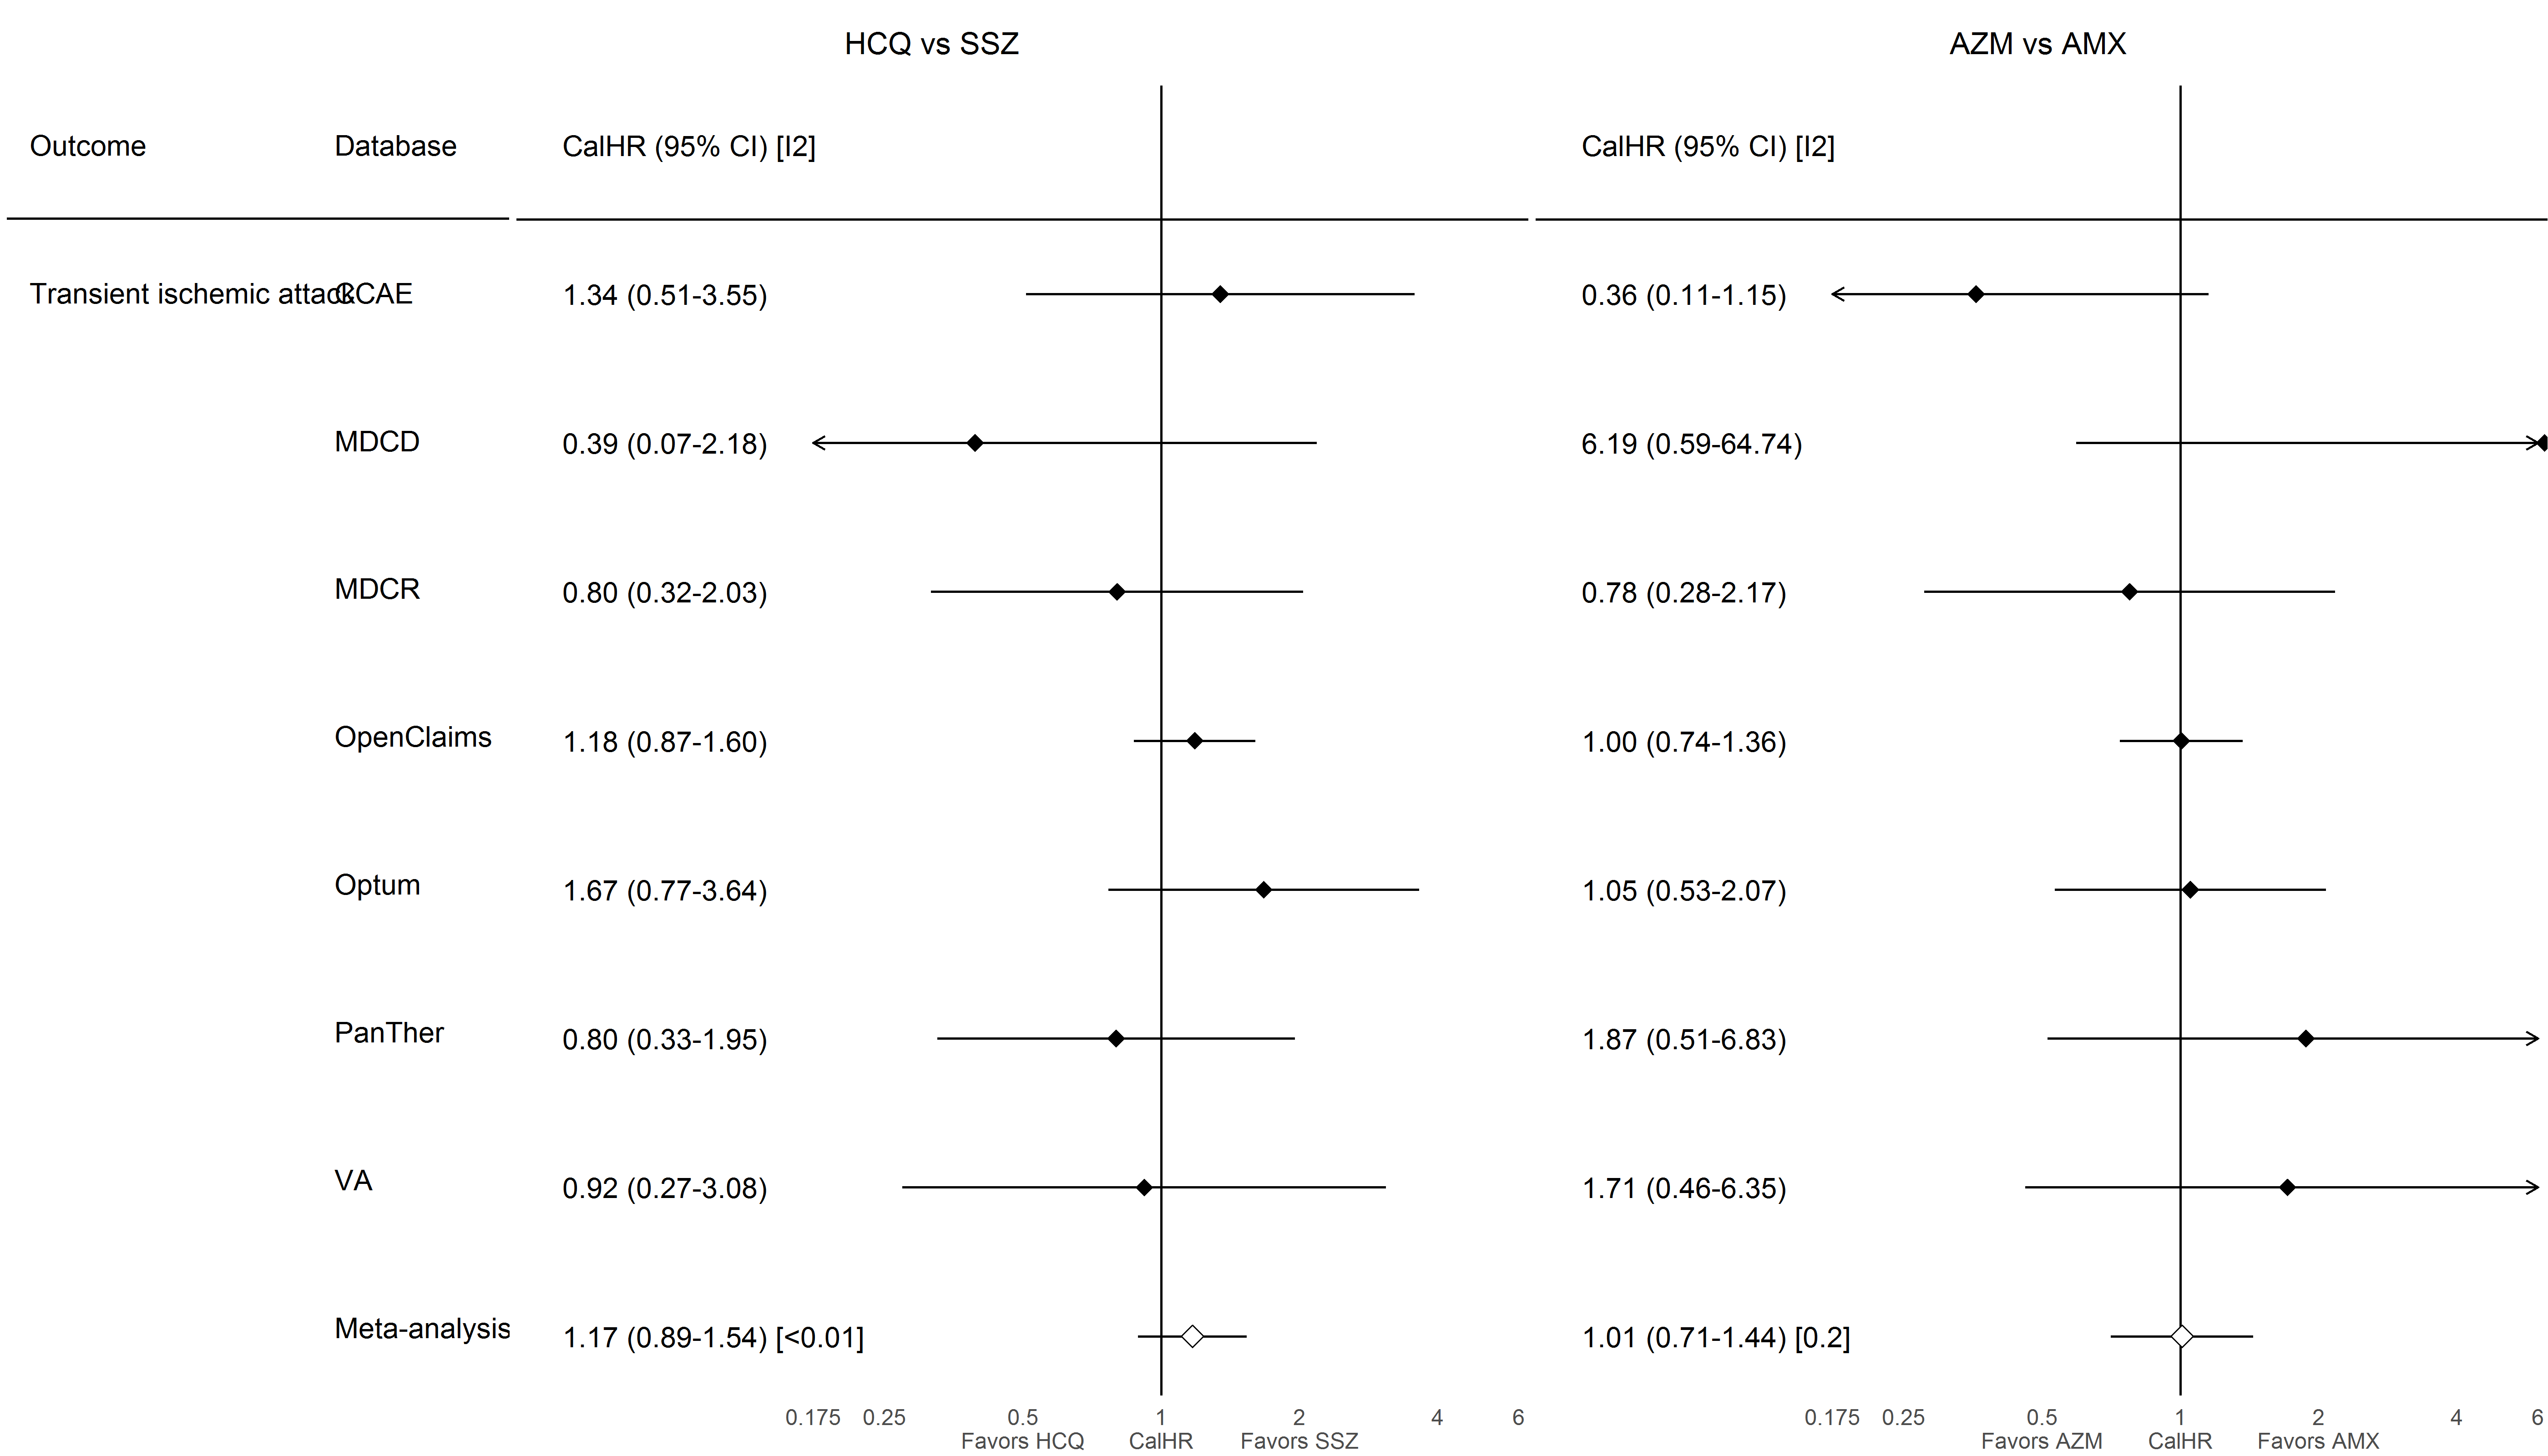 HCQ vs SSZ AZM vs AMX
Outcome Database CalHR (95% CI) [I2] CalHR (95% CI) [I2]
Transient ischemic attack CCAE 1.34 (0.51-3.55) 0.36 (0.11-1.15)
MDCD 0.39 (0.07-2.18) 6.19 (0.59-64.74)
MDCR 0.80 (0.32-2.03) 0.78 (0.28-2.17)
OpenClaims 1.18 (0.87-1.60) 1.00 (0.74-1.36)
Optum 1.67 (0.77-3.64) 1.05 (0.53-2.07)
PanTher 0.80 (0.33-1.95) 1.87 (0.51-6.83)
VA 0.92 (0.27-3.08) 1.71 (0.46-6.35)
Meta-analysis 1.17 (0.89-1.54) [<0.01] 1.01 (0.71-1.44) [0.2]
0.175 0.25 0.5 1 2 4 6 0.175 0.25 0.5 1 2 4 6
Favors HCQ CalHR Favors SSZ Favors AZM CalHR Favors AMX